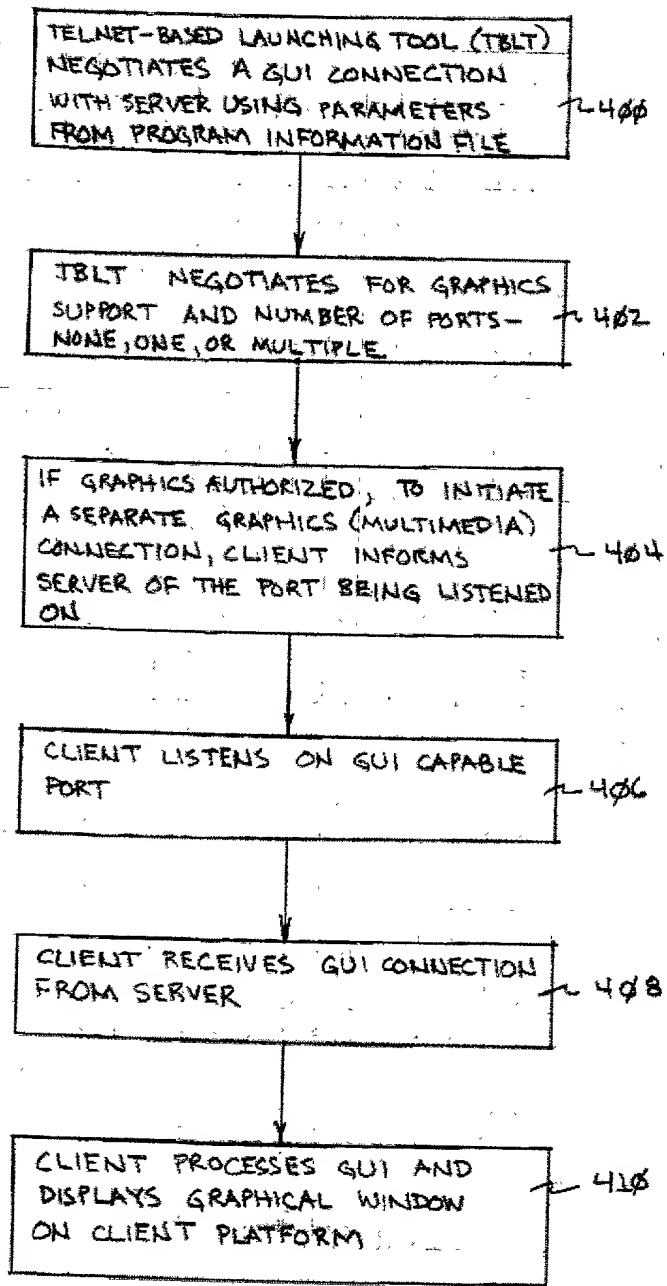 TELNET-BASED LAUNCHING TOOL (TBLT)
NEGOTIATES A GUI CONNECTION
WITH SERVER USING PARAMETERS
FROM PROGRAM INFORMATION FILE
400
TBLT NEGOTIATES FOR GRAPHICS
SUPPORT AND NUMBER OF PORTS-
NONE, ONE, OR MULTIPLE.
402
IF GRAPHICS AUTHORIZED, TO INITIATE
A SEPARATE GRAPHICS (MULTIMEDIA)
CONNECTION, CLIENT INFORMS
SERVER OF THE PORT BEING LISTENED
ON
404
CLIENT LISTENS ON GUI CAPABLE
PORT
406
CLIENT RECEIVES GUI CONNECTION
FROM SERVER
408
CLIENT PROCESSES GUI AND
DISPLAYS GRAPHICAL WINDOW
ON CLIENT PLATFORM
410